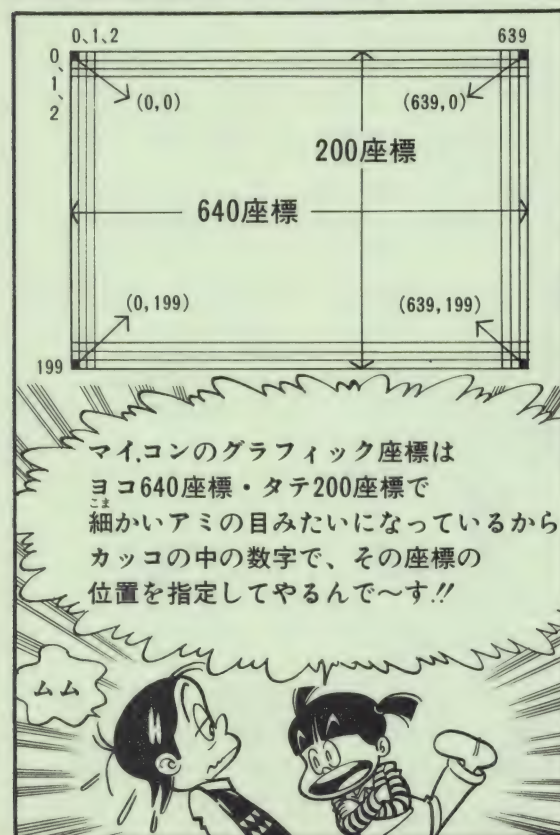 0、1、2
639
0、1、2
(0,0)
(639,0)
200座標
640座標
(0,199)
(639,199)
199
マイ.コンのグラフィック座標は
ヨコ640座標・タテ200座標で
細かいアミの目みたいになっているから
こま
カッコの中の数字で、その座標の
位置を指定してやるんで〜す!!
ムム